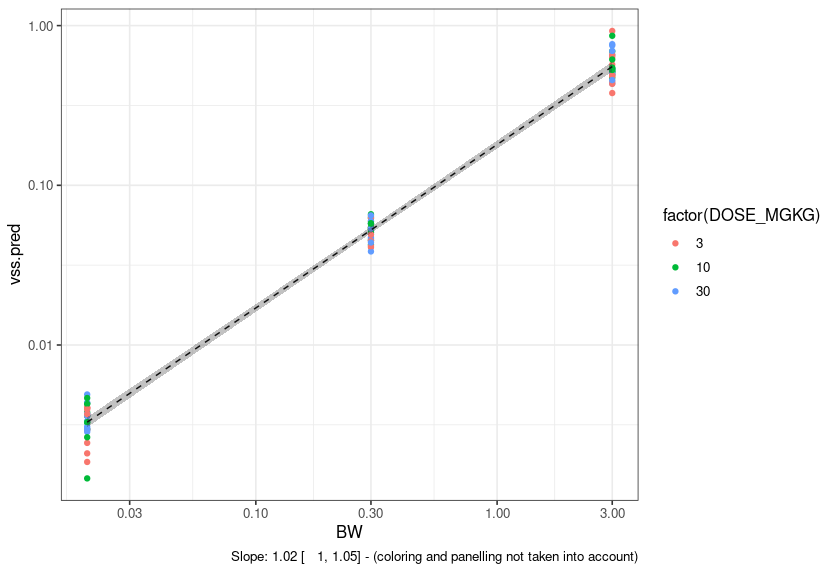 1.00
0.10
0.01
vss.pred
0.03 0.10 0.30 1.00 3.00
BW
factor(DOSE_MGKG)
3
10
30
Slope: 1.02 [   1, 1.05] - (coloring and panelling not taken into account)